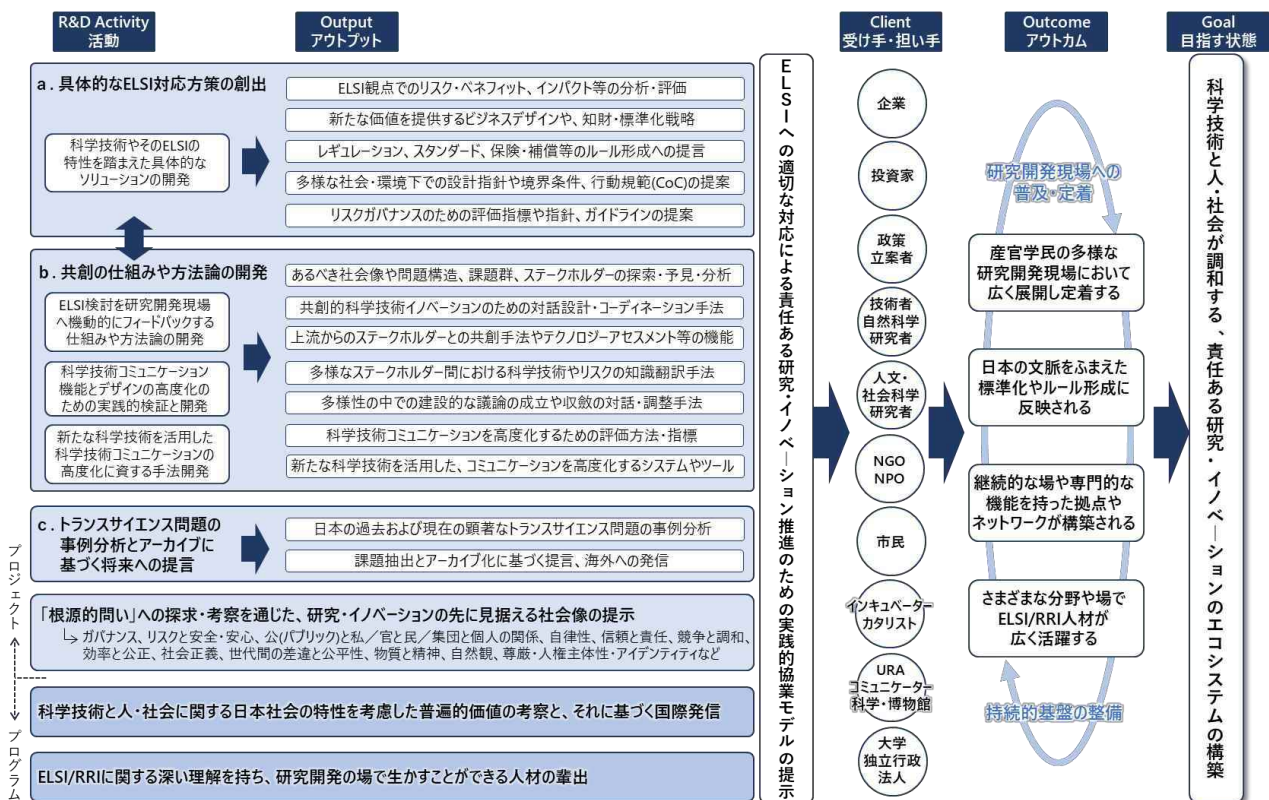 R&D Activity
活動
Output
アウトプット
Client
受け手・担い手
Outcome
アウトカム
Goal
目指す状態
a．具体的なELSI対応方策の創出
科学技術やそのELSIの
特性を踏まえた具体的な
ソリューションの開発
ELSI観点でのリスク・ベネフィット、インパクト等の分析・評価
新たな価値を提供するビジネスデザインや、知財・標準化戦略
レギュレーション、スタンダード、保険・補償等のルール形成への提言
多様な社会・環境下での設計指針や境界条件、行動規範(CoC)の提案
リスクガバナンスのための評価指標や指針、ガイドラインの提案
b．共創の仕組みや方法論の開発
ELSI検討を研究開発現場
へ機動的にフィードバックする
仕組みや方法論の開発
科学技術コミュニケーション
機能とデザインの高度化の
ための実践的検証と開発
新たな科学技術を活用した
科学技術コミュニケーションの
高度化に資する手法開発
あるべき社会像や問題構造、課題群、ステークホルダーの探索・予見・分析
共創的科学技術イノベーションのための対話設計・コーディネーション手法
上流からのステークホルダーとの共創手法やテクノロジーアセスメント等の機能
多様なステークホルダー間における科学技術やリスクの知識翻訳手法
多様性の中での建設的な議論の成立や収斂の対話・調整手法
科学技術コミュニケーションを高度化するための評価方法・指標
新たな科学技術を活用した、コミュニケーションを高度化するシステムやツール
c．トランスサイエンス問題の
事例分析とアーカイブに
基づく将来への提言
日本の過去および現在の顕著なトランスサイエンス問題の事例分析
課題抽出とアーカイブ化に基づく提言、海外への発信
プロジェクト
「根源的問い」への探求・考察を通じた、研究・イノベーションの先に見据える社会像の提示
ガバナンス、リスクと安全・安心、公(パブリック)と私／官と民／集団と個人の関係、自律性、信頼と責任、競争と調和、
効率と公正、社会正義、世代間の差違と公平性、物質と精神、自然観、尊厳・人権主体性・アイデンティティなど
プログラム
科学技術と人・社会に関する日本社会の特性を考慮した普遍的価値の考察と、それに基づく国際発信
ELSI/RRIに関する深い理解を持ち、研究開発の場で生かすことができる人材の輩出
ELSIへの適切な対応による責任ある研究・イノベーション推進のための実践的協業モデルの提示
企業
投資家
政策
立案者
技術者
自然科学
研究者
人文・
社会科学
研究者
NGO
NPO
市民
インキュベーター
カタリスト
URA
コミュニケーター
科学・博物館
大学
独立行政
法人
研究開発現場への
普及・定着
産官学民の多様な
研究開発現場において
広く展開し定着する
日本の文脈をふまえた
標準化やルール形成に
反映される
継続的な場や専門的な
機能を持った拠点や
ネットワークが構築される
さまざまな分野や場で
ELSI/RRI人材が
広く活躍する
持続的基盤の整備
科学技術と人・社会が調和する、責任ある研究・イノベーションのエコシステムの構築